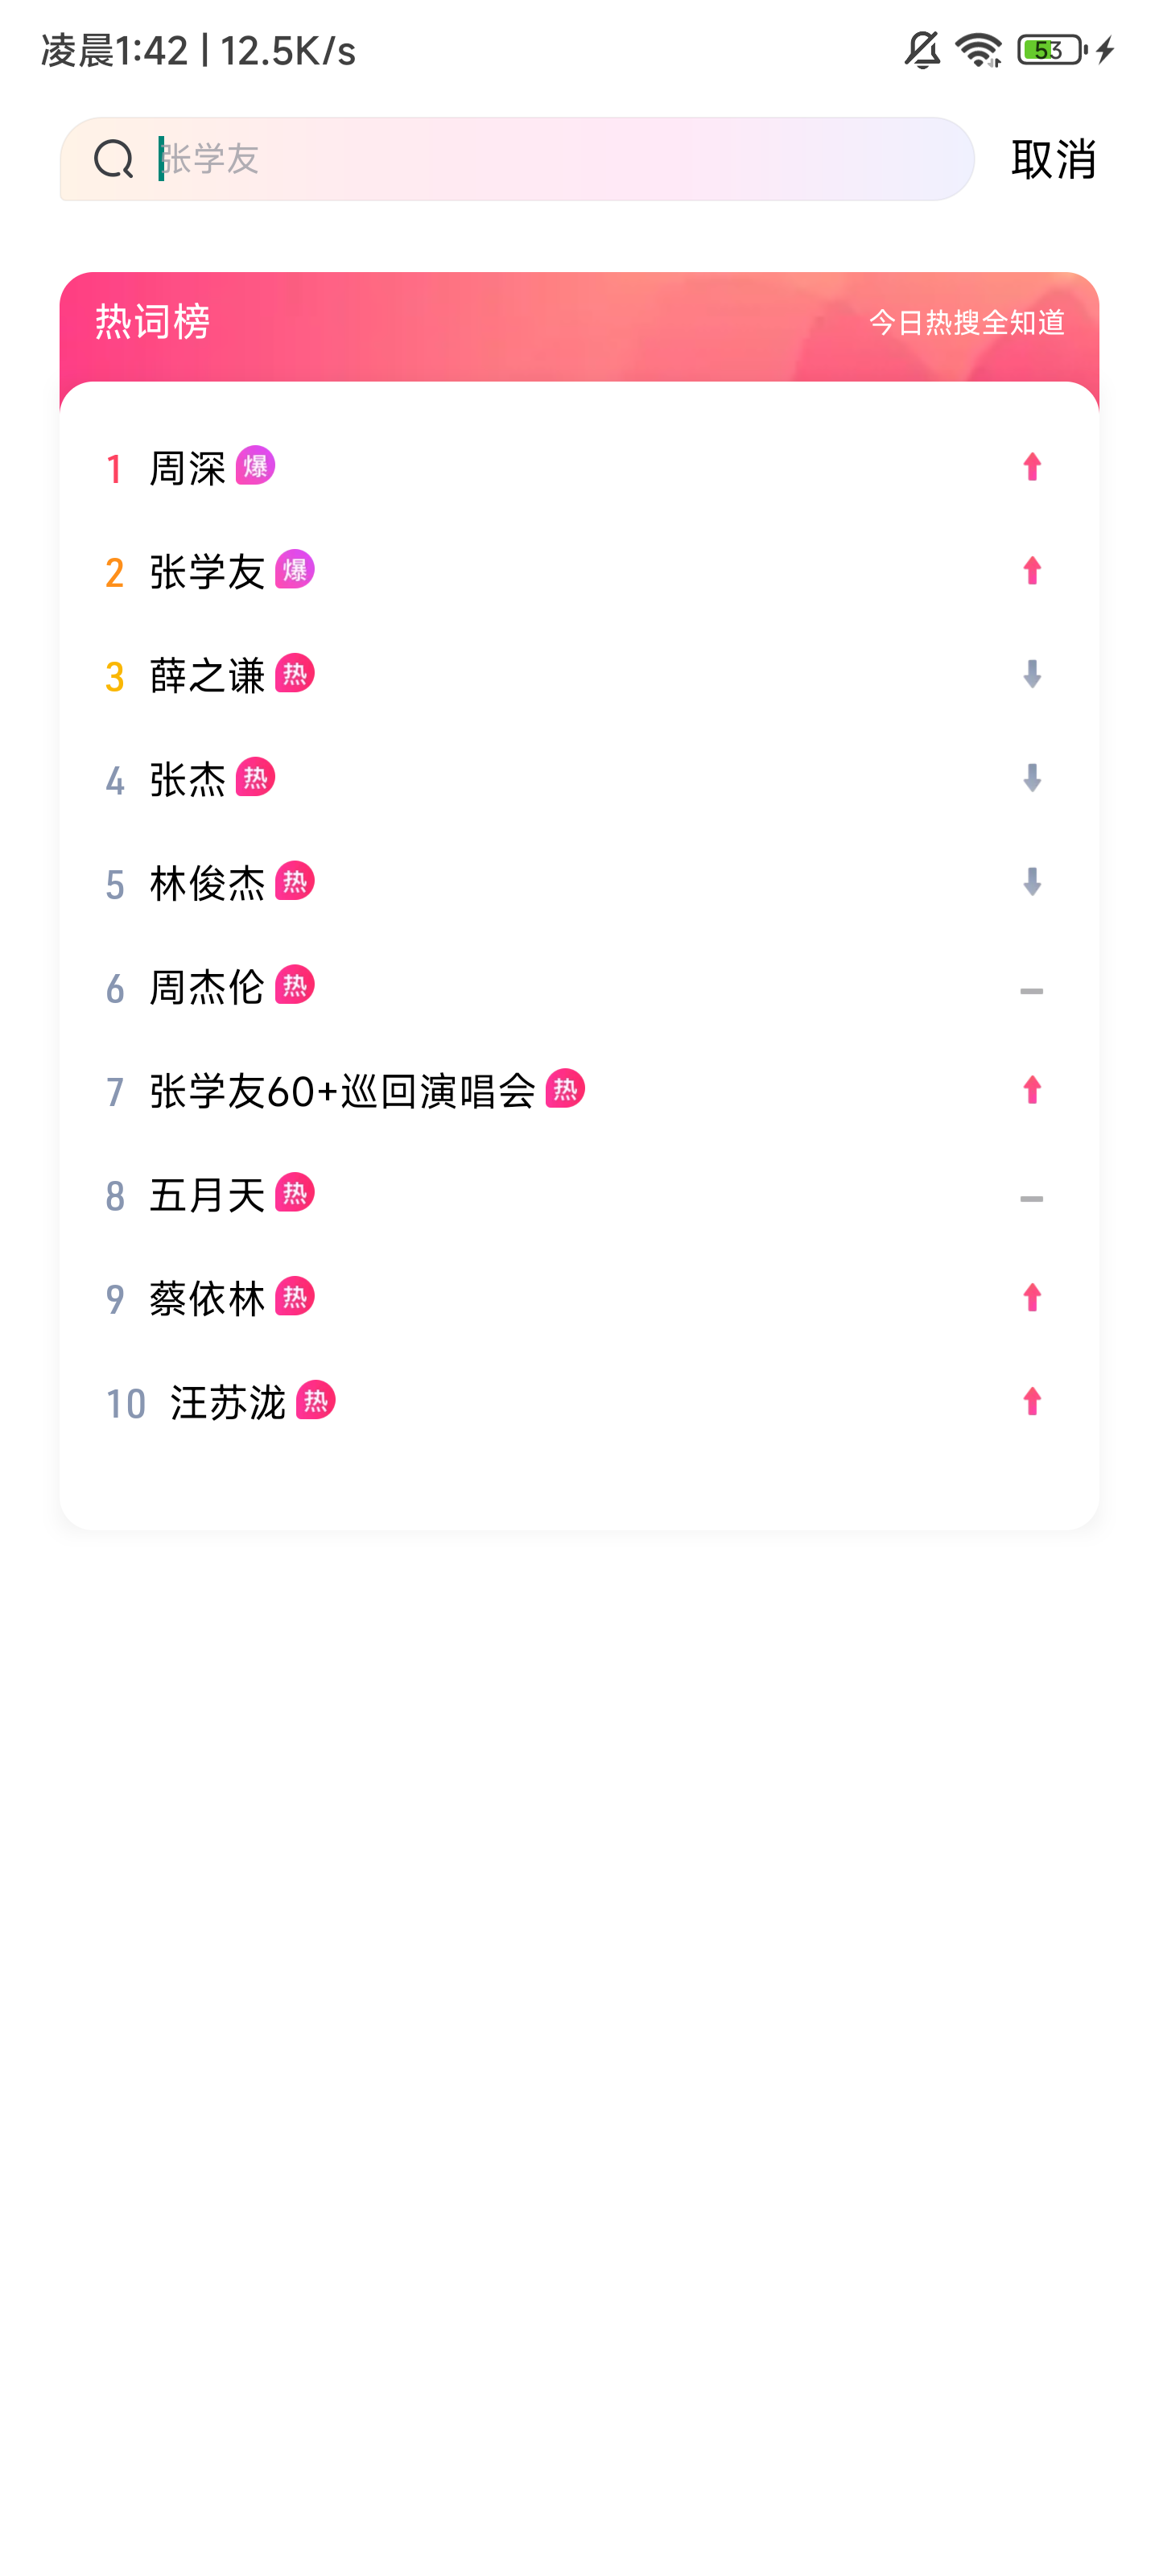 凌晨1:42 | 12.5K/s 53
张学友 取消
热词榜 今日热搜全知道
1 周深 爆
2 张学友 爆
3 薛之谦 热
4 张杰 热
5 林俊杰 热
6 周杰伦 热
7 张学友60+巡回演唱会 热
8 五月天 热
9 蔡依林 热
10 汪苏泷 热